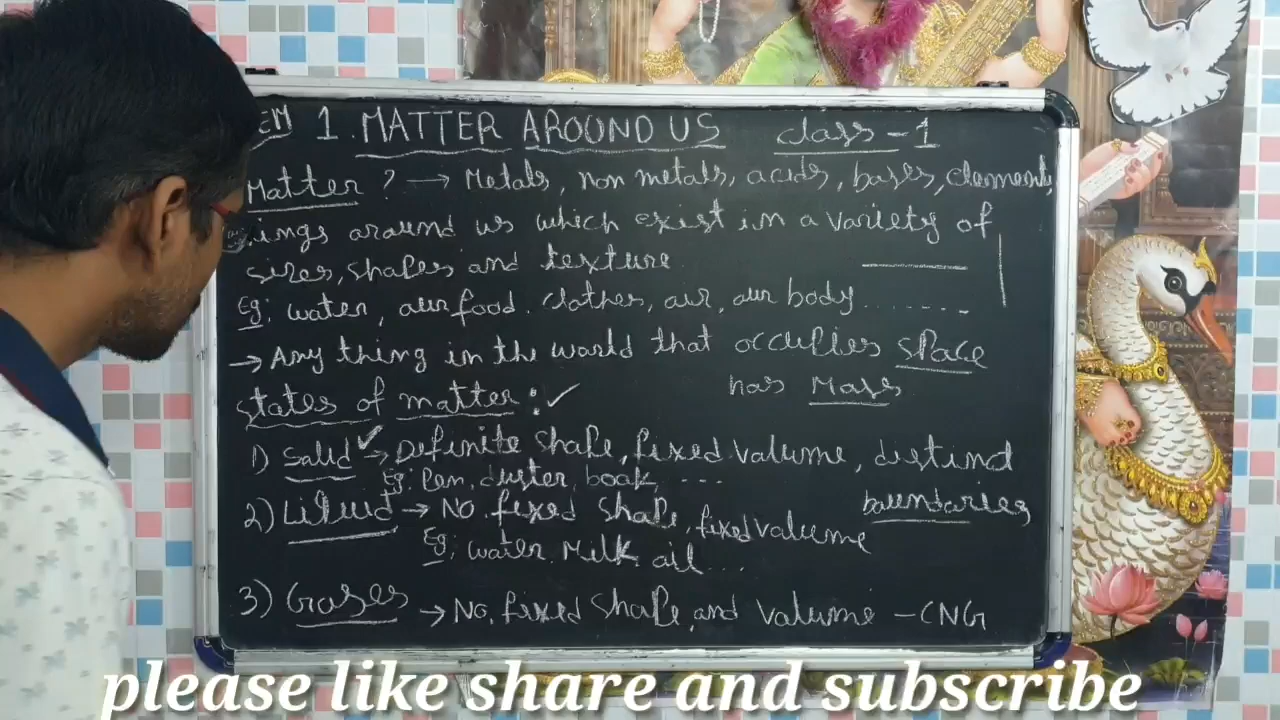 EM 1. MATTER AROUND US class - 1
Matter ? → Metals, non metals, acids, bases, elements,
ings around us which exist in a variety of
sizes, shapes and texture
Eg: water, our food, clothes, air, our body .......
→ Any thing in the world that occupies space
has Mass
states of matter :✓
1) Solid ✓ → Definite shape, fixed volume, distinct
boundaries
Eg: Pen, duster, book, ...
2) Liquid → No. fixed shape, fixed volume
Eg: water, Milk, oil ...
3) Gases → No. fixed shape, and volume - CNG
please like share and subscribe